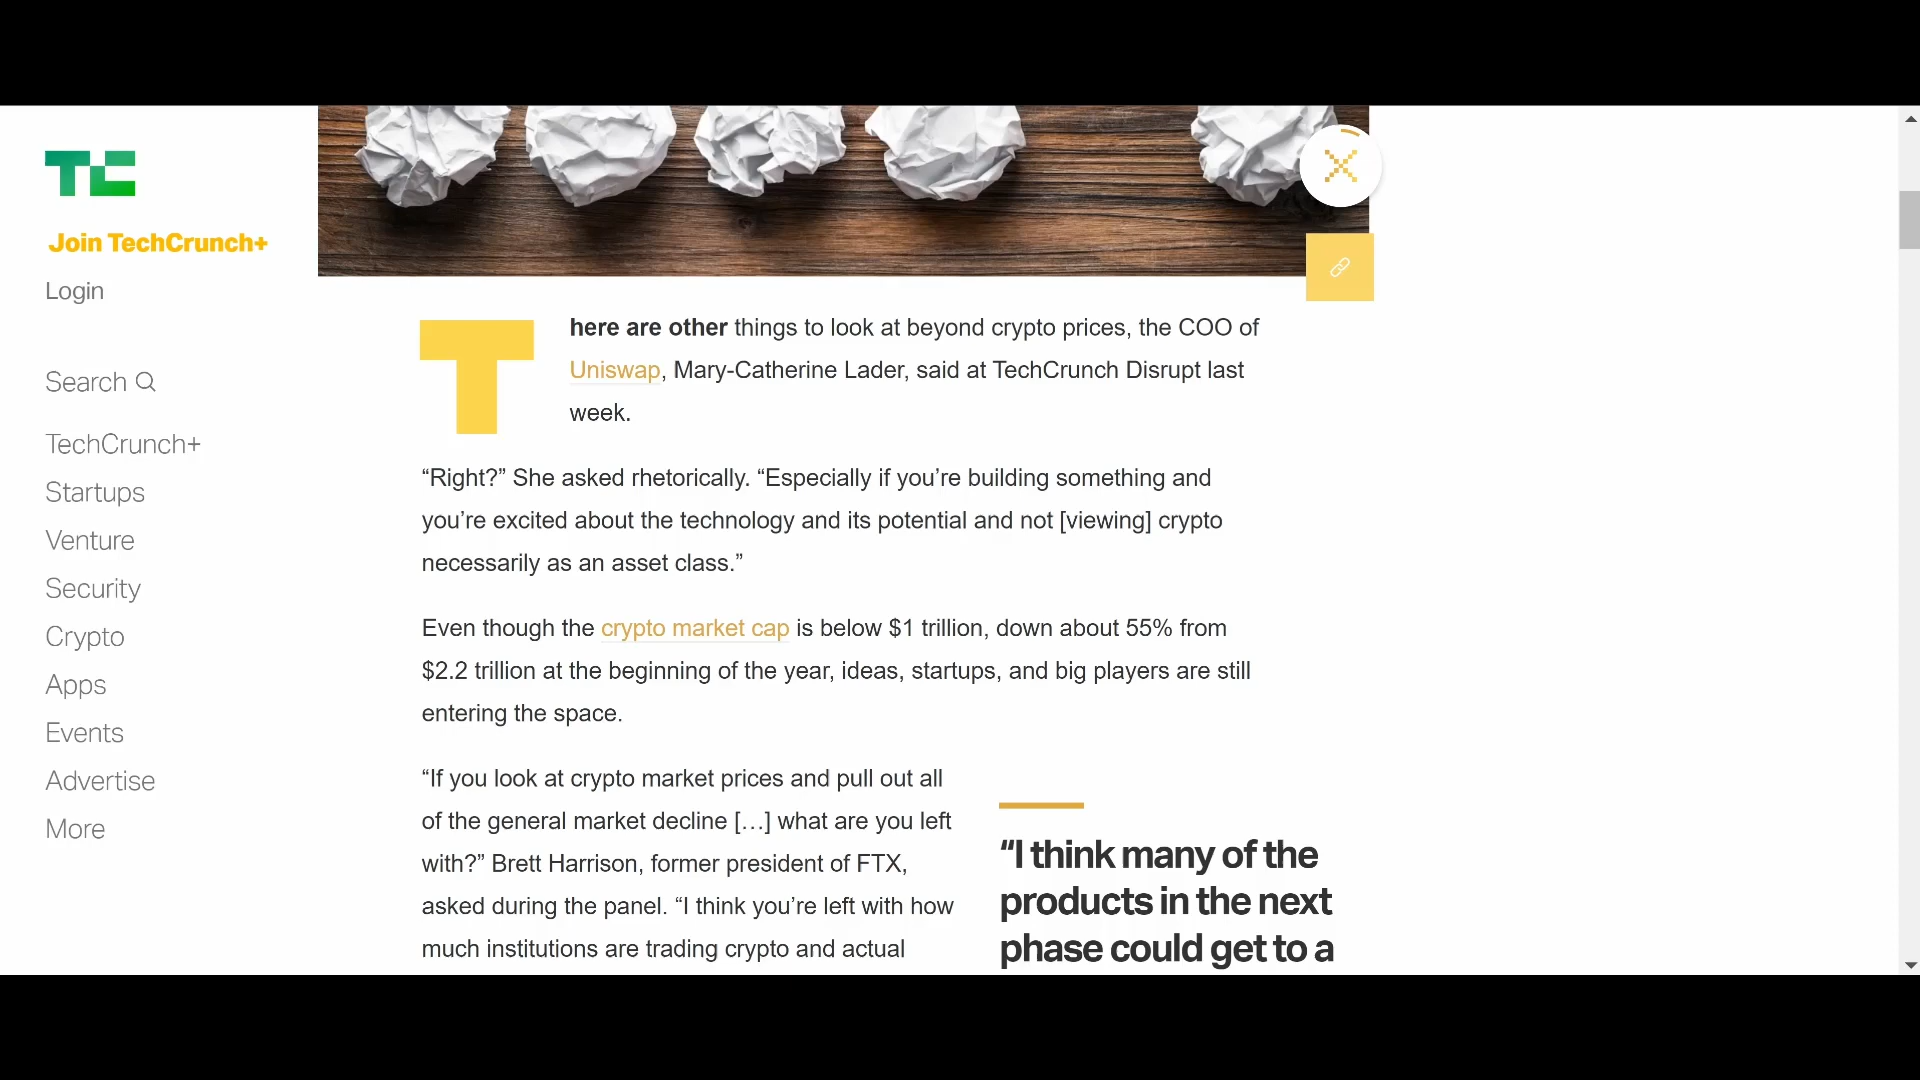 TC
Join TechCrunch+
Login
Search
TechCrunch+
Startups
Venture
Security
Crypto
Apps
Events
Advertise
More
There are other things to look at beyond crypto prices, the COO of
Uniswap, Mary-Catherine Lader, said at TechCrunch Disrupt last
week.
“Right?” She asked rhetorically. “Especially if you’re building something and
you’re excited about the technology and its potential and not [viewing] crypto
necessarily as an asset class.”
Even though the crypto market cap is below $1 trillion, down about 55% from
$2.2 trillion at the beginning of the year, ideas, startups, and big players are still
entering the space.
“If you look at crypto market prices and pull out all
of the general market decline […] what are you left
with?” Brett Harrison, former president of FTX,
asked during the panel. “I think you’re left with how
much institutions are trading crypto and actual
“I think many of the
products in the next
phase could get to a